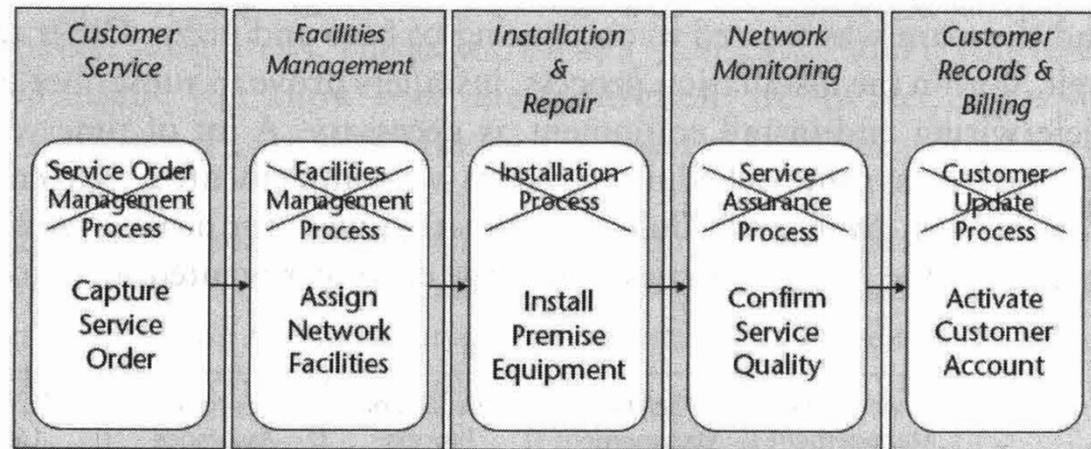 Customer
Service
Facilities
Management
Installation
&
Repair
Network
Monitoring
Customer
Records &
Billing
Service Order
Management
Process
Capture
Service
Order
Facilities
Management
Process
Assign
Network
Facilities
Installation
Process
Install
Premise
Equipment
Service
Assurance
Process
Confirm
Service
Quality
Customer
Update
Process
Activate
Customer
Account